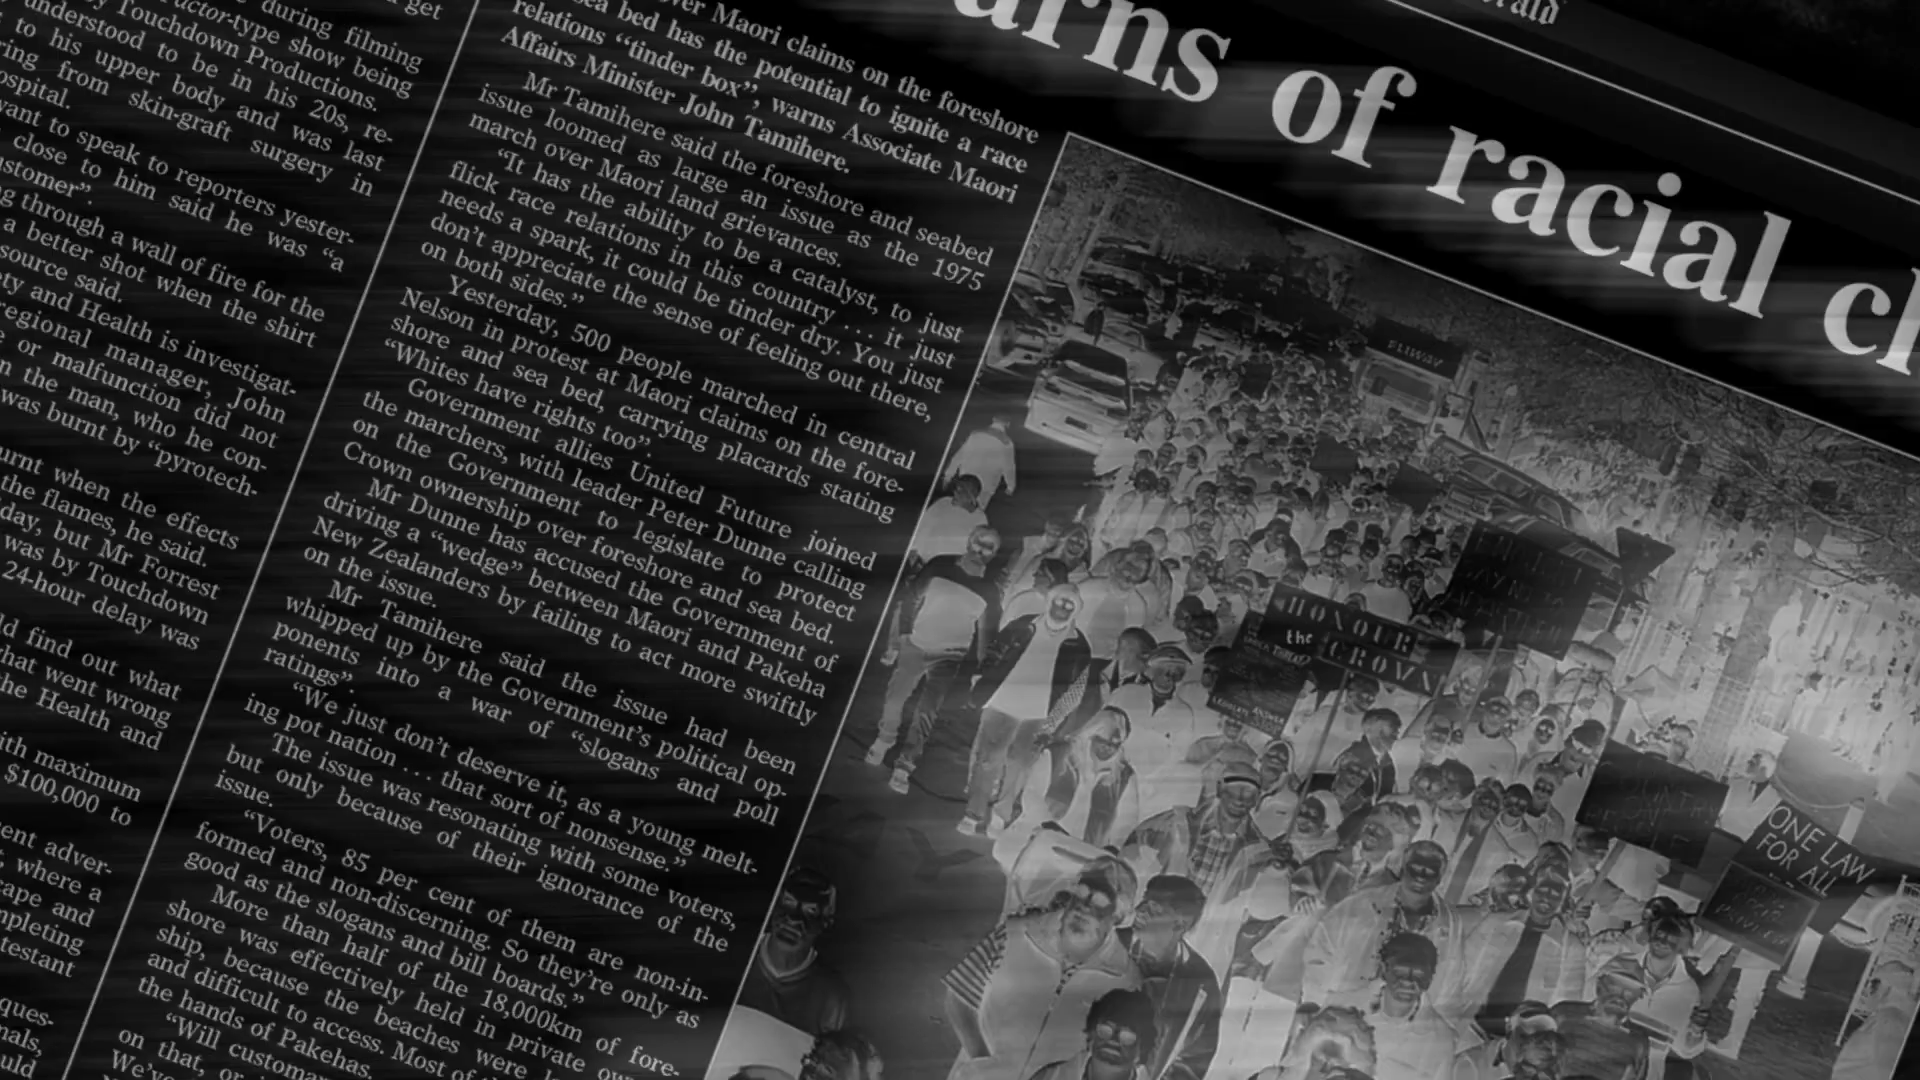 erald
arns of racial cl
during filming
actor-type show being
y Touchdown Productions.
understood to be in his 20s, re-
to his upper body and was last
ring from skin-graft surgery in
ospital.
want to speak to reporters yester-
close to him said he was “a
stomer”.
g through a wall of fire for the
a better shot when the shirt
source said.
ety and Health is investigat-
regional manager, John
e or malfunction did not
n the man, who he con-
was burnt by “pyrotech-
urnt when the effects
the flames, he said.
day, but Mr Forrest
was by Touchdown
24-hour delay was
ld find out what
hat went wrong
he Health and
ith maximum
$100,000 to
ent adver-
where a
ape and
mpleting
testant
ques-
nals,
ould
over Maori claims on the foreshore
sea bed has the potential to ignite a race
relations “tinder box”, warns Associate Maori
Affairs Minister John Tamihere.
Mr Tamihere said the foreshore and seabed
issue loomed as large an issue as the 1975
march over Maori land grievances.
“It has the ability to be a catalyst, to just
flick race relations in this country . . . it just
needs a spark, it could be tinder dry. You just
don’t appreciate the sense of feeling out there,
on both sides.”
Yesterday, 500 people marched in central
Nelson in protest at Maori claims on the fore-
shore and sea bed, carrying placards stating
“Whites have rights too”.
Government allies United Future joined
the marchers, with leader Peter Dunne calling
on the Government to legislate to protect
Crown ownership over foreshore and sea bed.
Mr Dunne has accused the Government of
driving a “wedge” between Maori and Pakeha
New Zealanders by failing to act more swiftly
on the issue.
Mr Tamihere said the issue had been
whipped up by the Government’s political op-
ponents into a war of “slogans and poll
ratings”.
“We just don’t deserve it, as a young melt-
ing pot nation . . . that sort of nonsense.”
The issue was resonating with some voters,
but only because of their ignorance of the
issue.
“Voters, 85 per cent of them are non-in-
formed and non-discerning. So they’re only as
good as the slogans and bill boards.”
More than half of the 18,000km of fore-
shore was effectively held in private ow
ship, because the beaches were
and difficult to access. Most of
the hands of Pakehas.
“Will customar
on that, or
We’ve
SLIWAY
HONOUR
the
CROWN
ONE LAW
FOR ALL